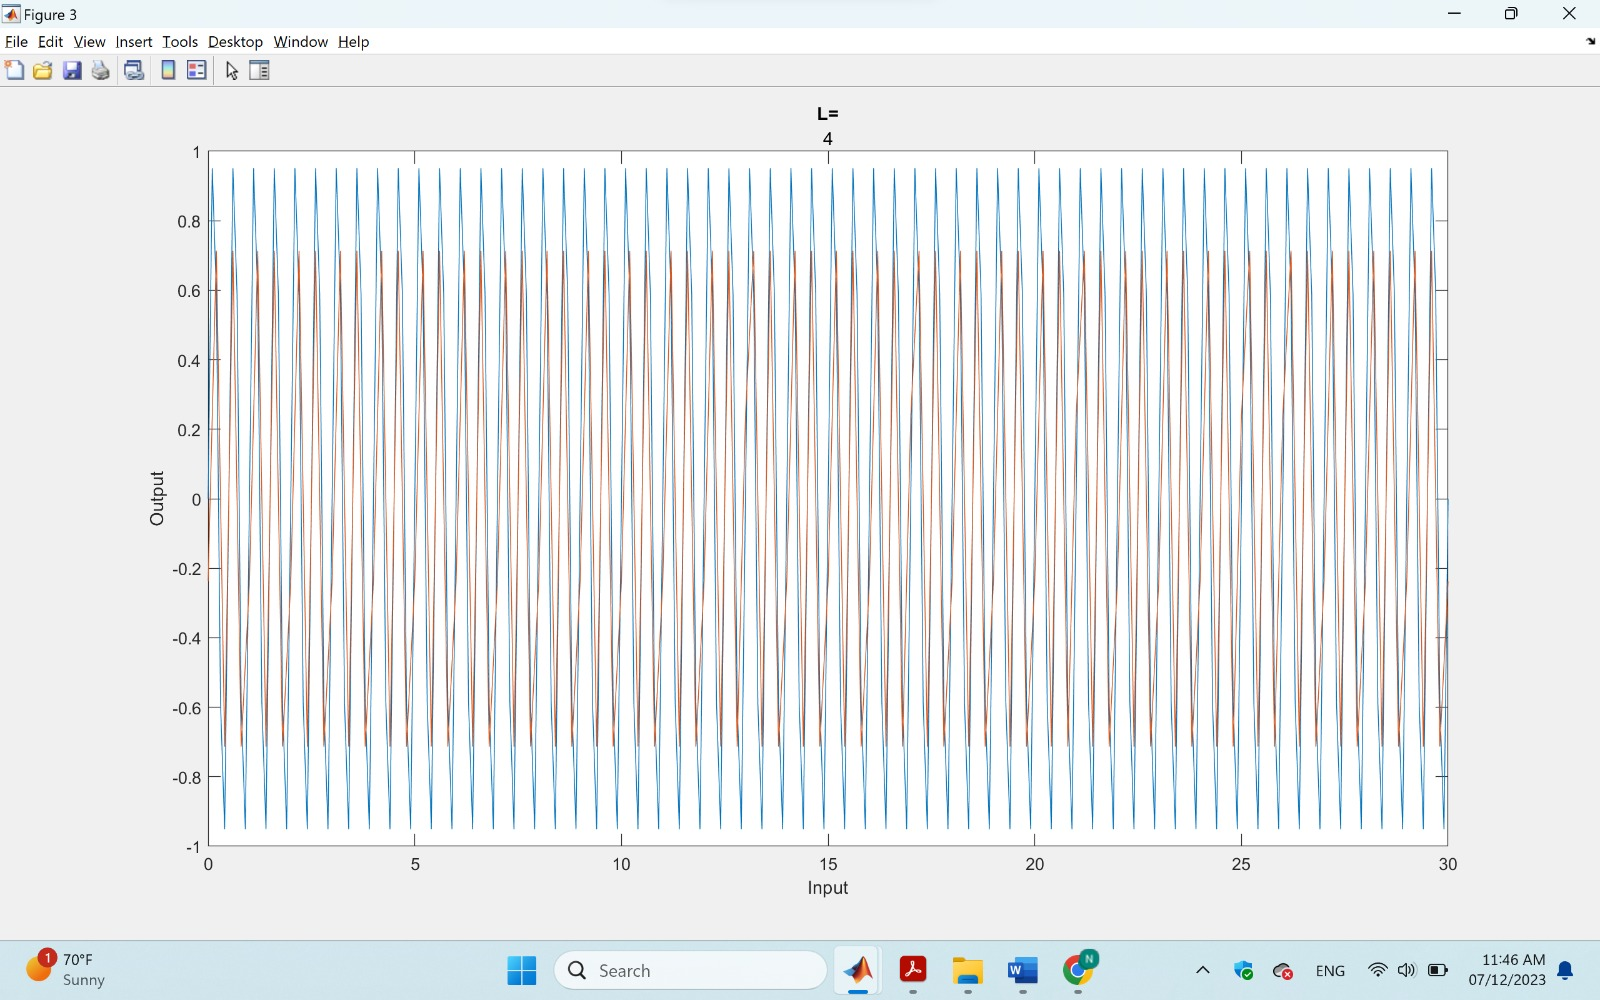 Figure 3
File Edit View Insert Tools Desktop Window Help
L=
4
1
0.8
0.6
0.4
0.2
0
-0.2
-0.4
-0.6
-0.8
-1
Output
0 5 10 15 20 25 30
Input
1
70°F
Sunny
Search
W
N
ENG
11:46 AM
07/12/2023